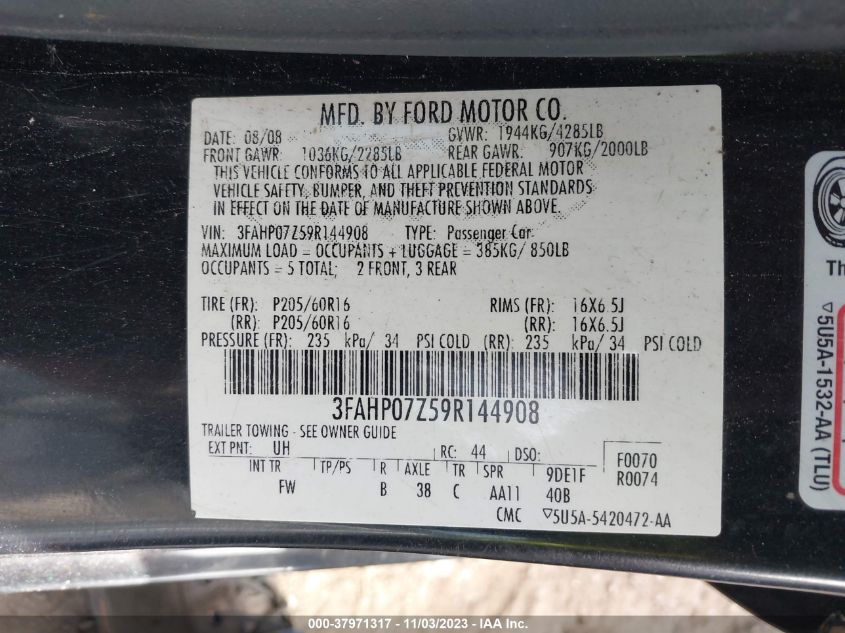 MFD. BY FORD MOTOR CO.
DATE: 08/08 GVWR: 1944KG/4285LB
FRONT GAWR: 1036KG/2285LB REAR GAWR: 907KG/2000LB
THIS VEHICLE CONFORMS TO ALL APPLICABLE FEDERAL MOTOR
VEHICLE SAFETY, BUMPER, AND THEFT PREVENTION STANDARDS
IN EFFECT ON THE DATE OF MANUFACTURE SHOWN ABOVE.
VIN: 3FAHP07Z59R144908 TYPE: Passenger Car
MAXIMUM LOAD = OCCUPANTS + LUGGAGE = 385KG/ 850LB
OCCUPANTS = 5 TOTAL; 2 FRONT, 3 REAR
TIRE (FR): P205/60R16 RIMS (FR): 16X6.5J
(RR): P205/60R16 (RR): 16X6.5J
PRESSURE (FR): 235 kPa/ 34 PSI COLD (RR): 235 kPa/ 34 PSI COLD
3FAHP07Z59R144908
TRAILER TOWING - SEE OWNER GUIDE
EXT PNT: UH RC: 44 DSO: F0070
INT TR TP/PS R AXLE TR SPR 9DE1F R0074
FW B 38 C AA11 40B
CMC ▽5U5A-5420472-AA
Th
▽5U5A-1532-AA (TLU)
000-37971317 - 11/03/2023 - IAA Inc.